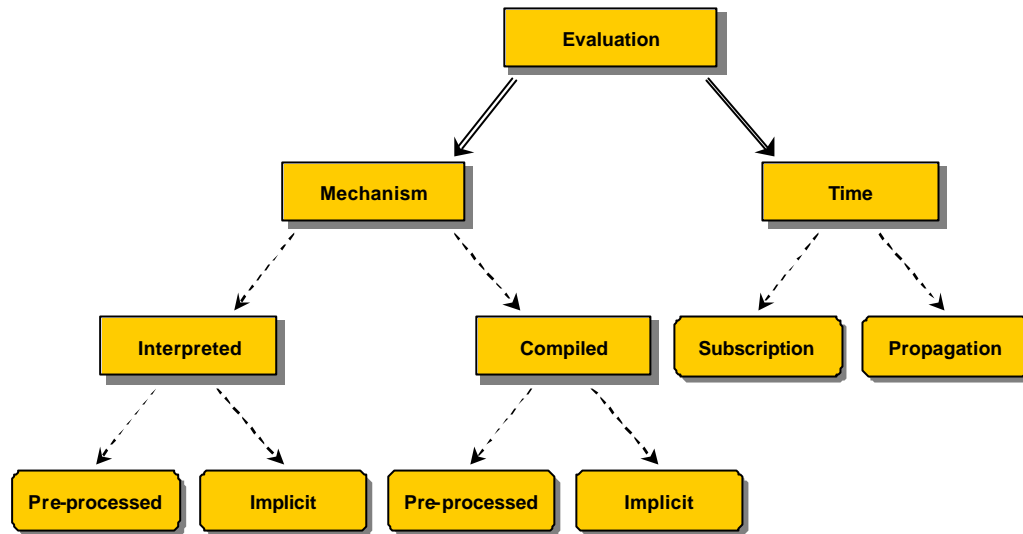 Evaluation
Mechanism
Time
Interpreted
Compiled
Subscription
Propagation
Pre-processed
Implicit
Pre-processed
Implicit